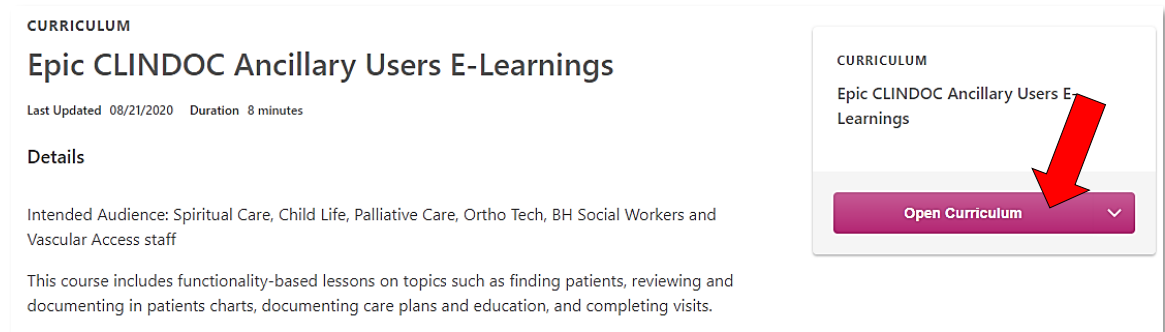 CURRICULUM
Epic CLINDOC Ancillary Users E-Learnings
Last Updated 08/21/2020 Duration 8 minutes
Details
Intended Audience: Spiritual Care, Child Life, Palliative Care, Ortho Tech, BH Social Workers and
Vascular Access staff
This course includes functionality-based lessons on topics such as finding patients, reviewing and
documenting in patients charts, documenting care plans and education, and completing visits.
CURRICULUM
Epic CLINDOC Ancillary Users E-
Learnings
Open Curriculum